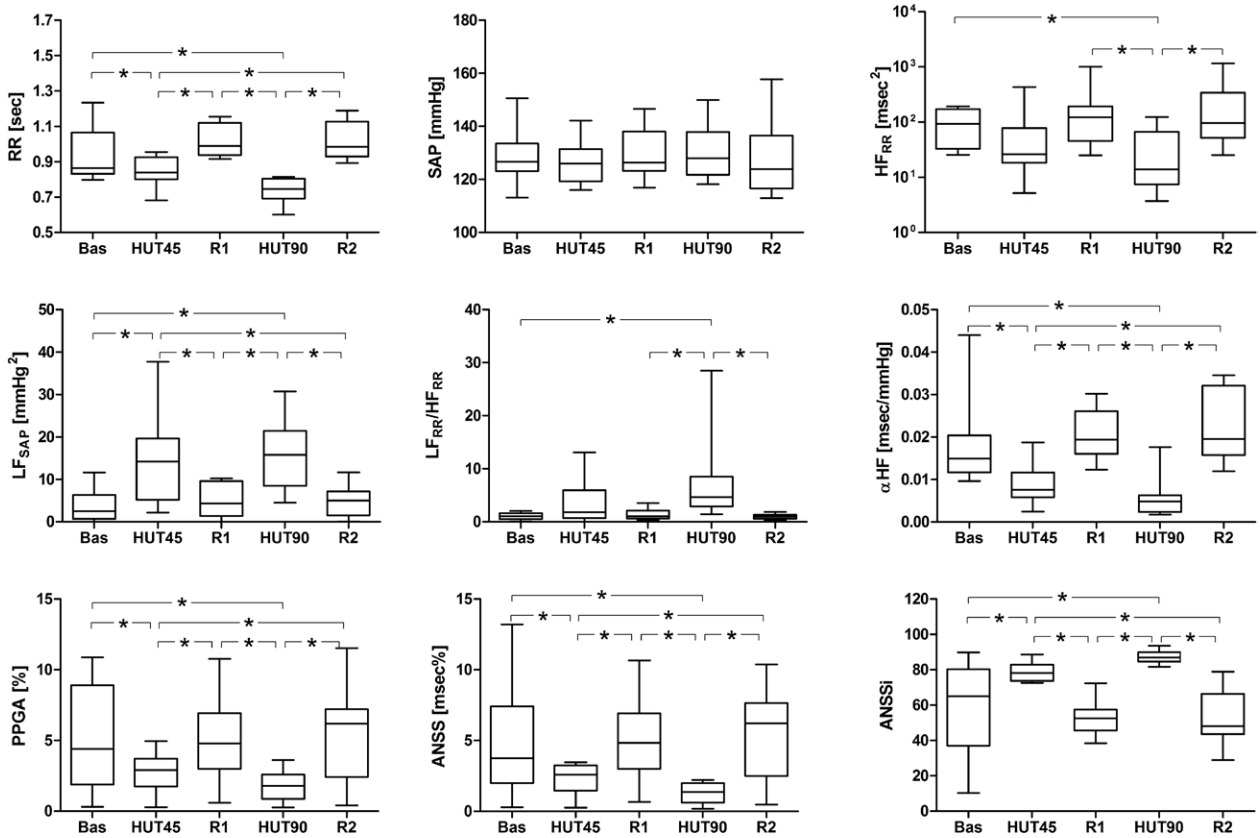 RR [sec]
1.7
1.5
1.3
1.1
0.9
0.7
0.5
* 
* *
* * *
Bas HUT45 R1 HUT90 R2
SAP [mmHg]
180
160
140
120
100
Bas HUT45 R1 HUT90 R2
HF_RR [msec²]
10⁴
10³
10²
10¹
10⁰
*
* *
Bas HUT45 R1 HUT90 R2
LF_SAP [mmHg²]
50
40
30
20
10
0
*
* *
* * *
Bas HUT45 R1 HUT90 R2
LF_RR/HF_RR
40
30
20
10
0
*
* *
Bas HUT45 R1 HUT90 R2
αHF [msec/mmHg]
0.05
0.04
0.03
0.02
0.01
0.00
*
* *
* * *
Bas HUT45 R1 HUT90 R2
PPGA [%]
15
10
5
0
*
* *
* * *
Bas HUT45 R1 HUT90 R2
ANSS [msec%]
15
10
5
0
*
* *
* * *
Bas HUT45 R1 HUT90 R2
ANSSi
120
100
80
60
40
20
0
*
* *
* * *
Bas HUT45 R1 HUT90 R2